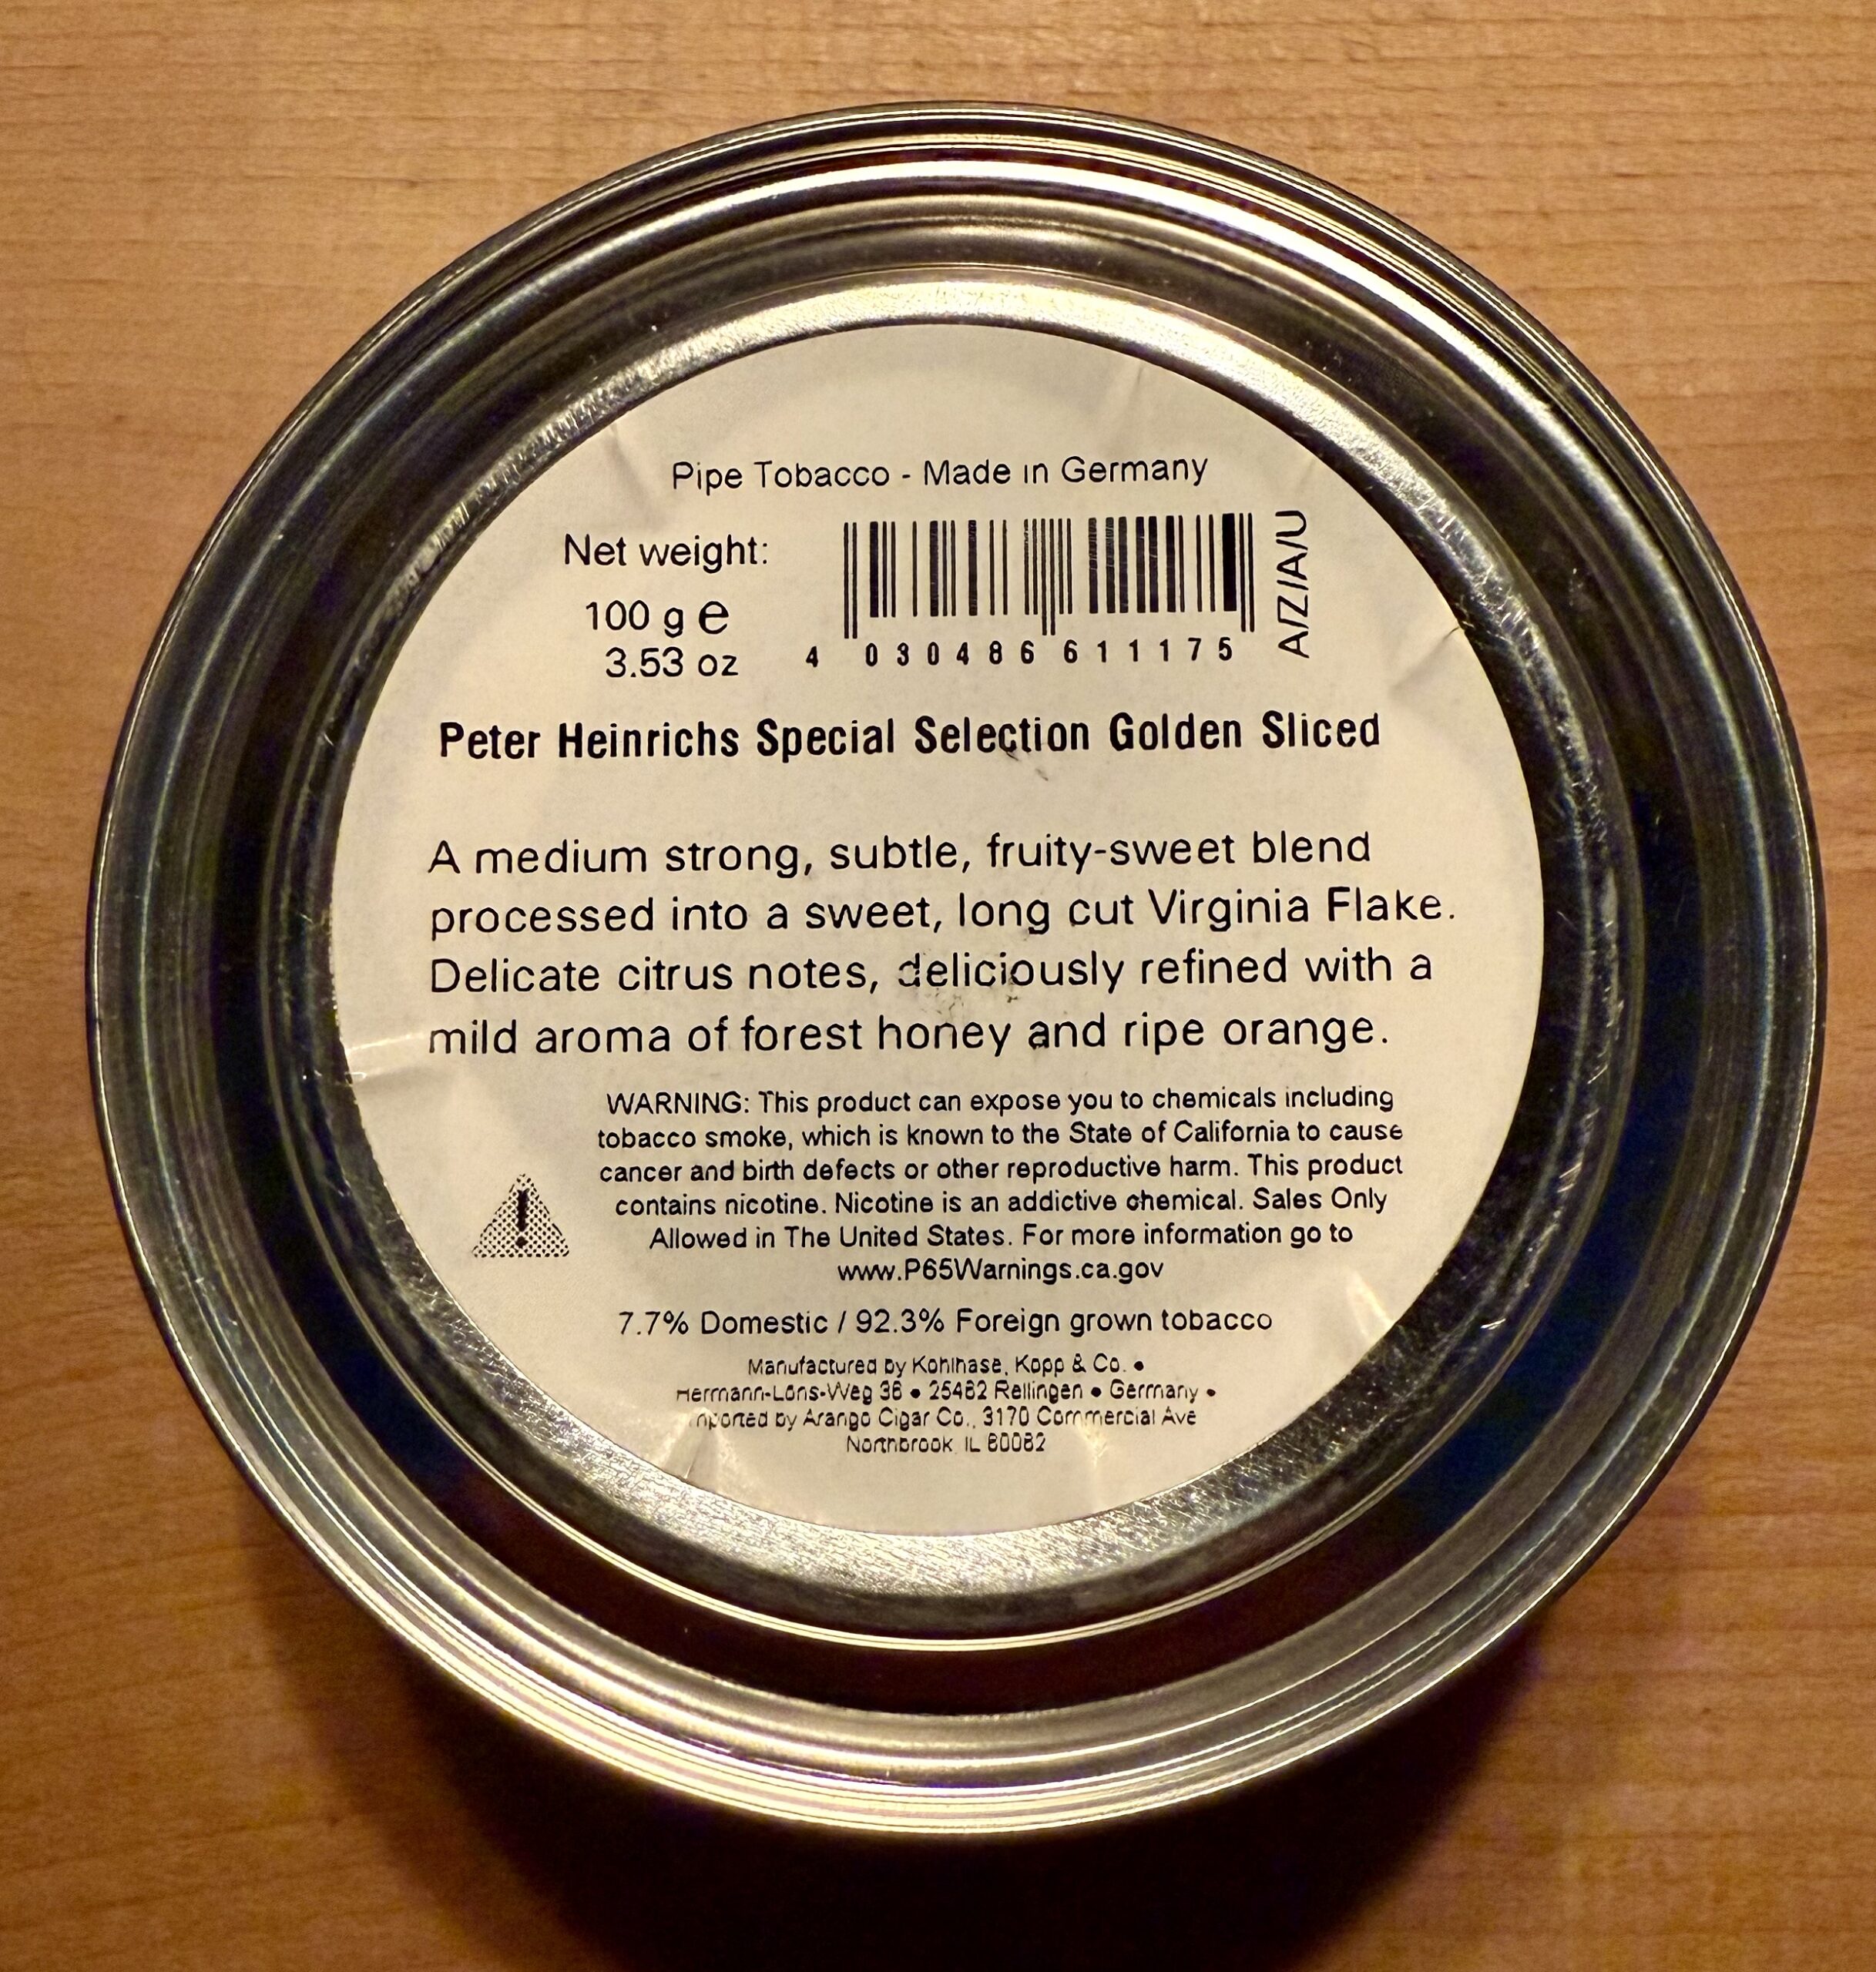 Pipe Tobacco - Made in Germany
Net weight:
100 g e
3.53 oz
4 030486 611175
A/Z/A/U
Peter Heinrichs Special Selection Golden Sliced
A medium strong, subtle, fruity-sweet blend
processed into a sweet, long cut Virginia Flake.
Delicate citrus notes, deliciously refined with a
mild aroma of forest honey and ripe orange.
WARNING: This product can expose you to chemicals including
tobacco smoke, which is known to the State of California to cause
cancer and birth defects or other reproductive harm. This product
contains nicotine. Nicotine is an addictive chemical. Sales Only
Allowed in The United States. For more information go to
www.P65Warnings.ca.gov
7.7% Domestic / 92.3% Foreign grown tobacco
Manufactured by Kohlhase, Kopp & Co. •
Hermann-Löns-Weg 36 • 25462 Rellingen • Germany •
Imported by Arango Cigar Co., 3170 Commercial Ave
Northbrook, IL 60062